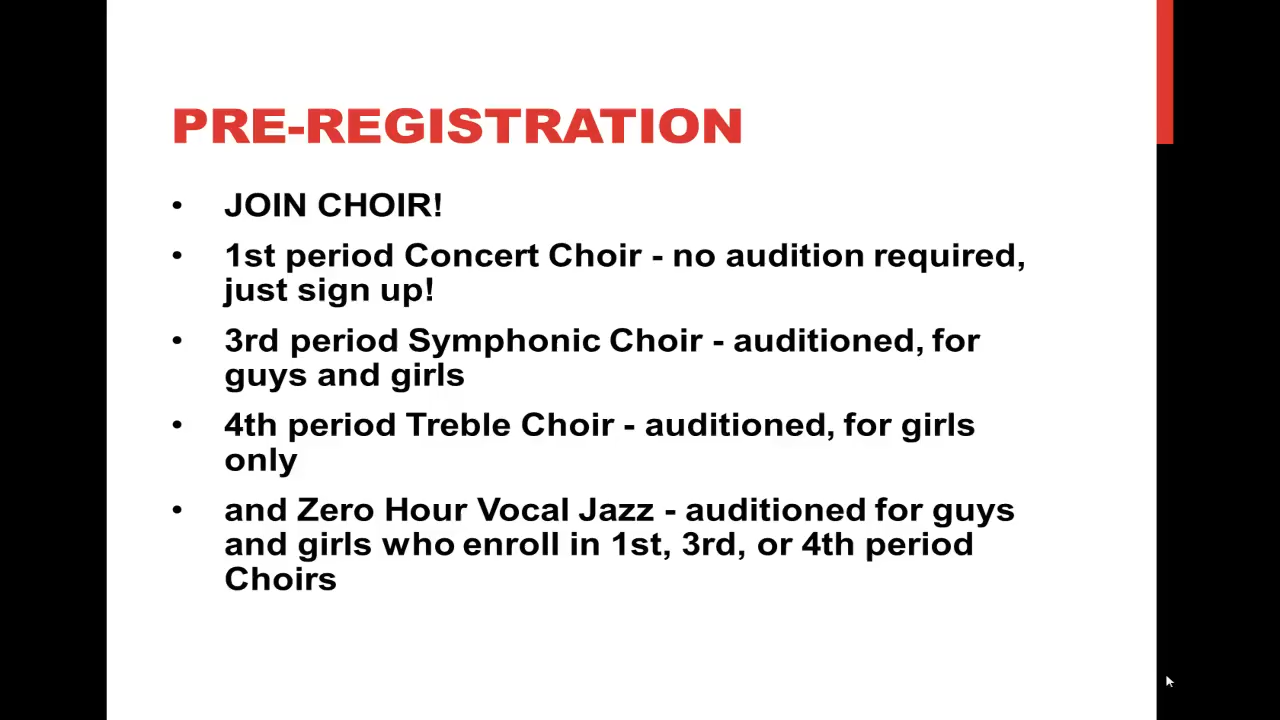 PRE-REGISTRATION
• JOIN CHOIR!
• 1st period Concert Choir - no audition required,
just sign up!
• 3rd period Symphonic Choir - auditioned, for
guys and girls
• 4th period Treble Choir - auditioned, for girls
only
• and Zero Hour Vocal Jazz - auditioned for guys
and girls who enroll in 1st, 3rd, or 4th period
Choirs